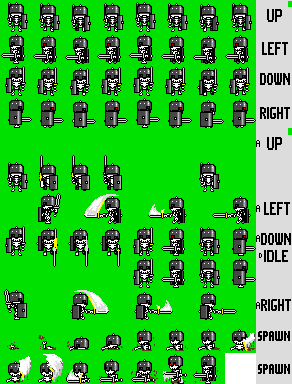 UP
LEFT
DOWN
RIGHT
A UP
A LEFT
A DOWN
D IDLE
A RIGHT
SPAWN
SPAWN